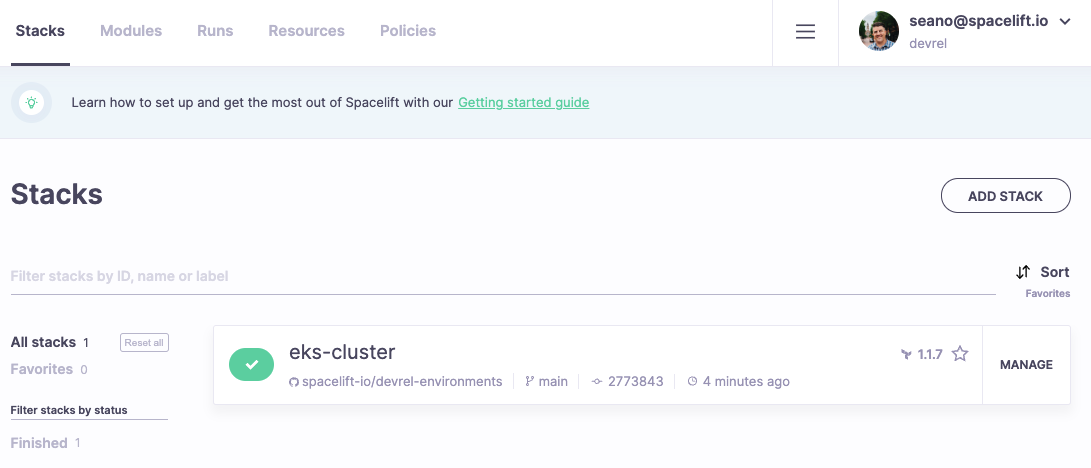 Stacks Modules Runs Resources Policies
seano@spacelift.io
devrel
Learn how to set up and get the most out of Spacelift with our Getting started guide
Stacks
ADD STACK
Filter stacks by ID, name or label
Sort
Favorites
All stacks 1 Reset all
Favorites 0
Filter stacks by status
Finished 1
eks-cluster
spacelift-io/devrel-environments main 2773843 4 minutes ago
1.1.7
MANAGE